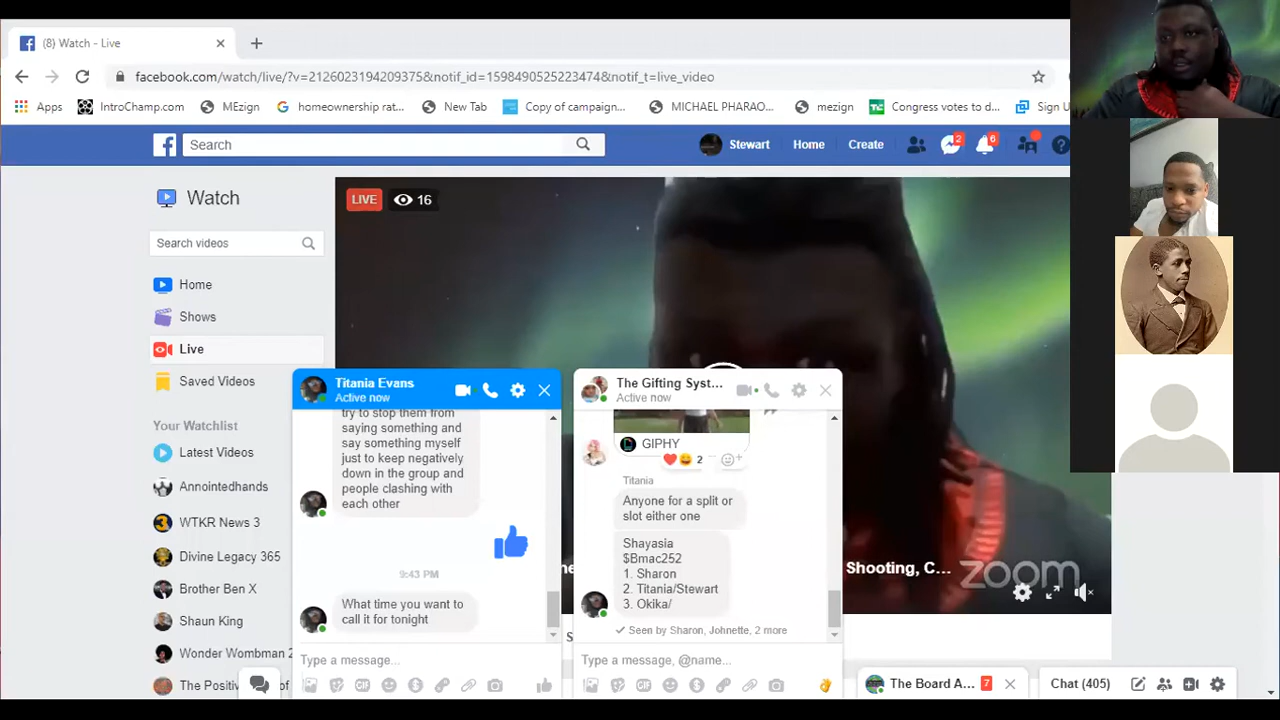 (8) Watch - Live
facebook.com/watch/live/?v=2126023194209375&notif_id=1598490525223474&notif_t=live_video
Apps
IntroChamp.com
MEzign
homeownership rat...
New Tab
Copy of campaign...
MICHAEL PHARAO...
mezign
Congress votes to d...
Sign U
Search
Stewart
Home
Create
2
6
Watch
Search videos
Home
Shows
Live
Saved Videos
Your Watchlist
Latest Videos
Annointedhands
WTKR News 3
Divine Legacy 365
Brother Ben X
Shaun King
Wonder Wombman 2
The Positiv
of
LIVE
16
Titania Evans
Active now
try to stop them from
saying something and
say something myself
just to keep negatively
down in the group and
people clashing with
each other
9:43 PM
What time you want to
call it for tonight
Type a message...
The Gifting Syst...
Active now
GIPHY
2
Titania
Anyone for a split or
slot either one
Shayasia
$Bmac252
1. Sharon
2. Titania/Stewart
3. Okika/
Seen by Sharon, Johnette, 2 more
Type a message, @name...
GIF
GIF
Shooting, C...
zoom
The Board A...
7
Chat (405)